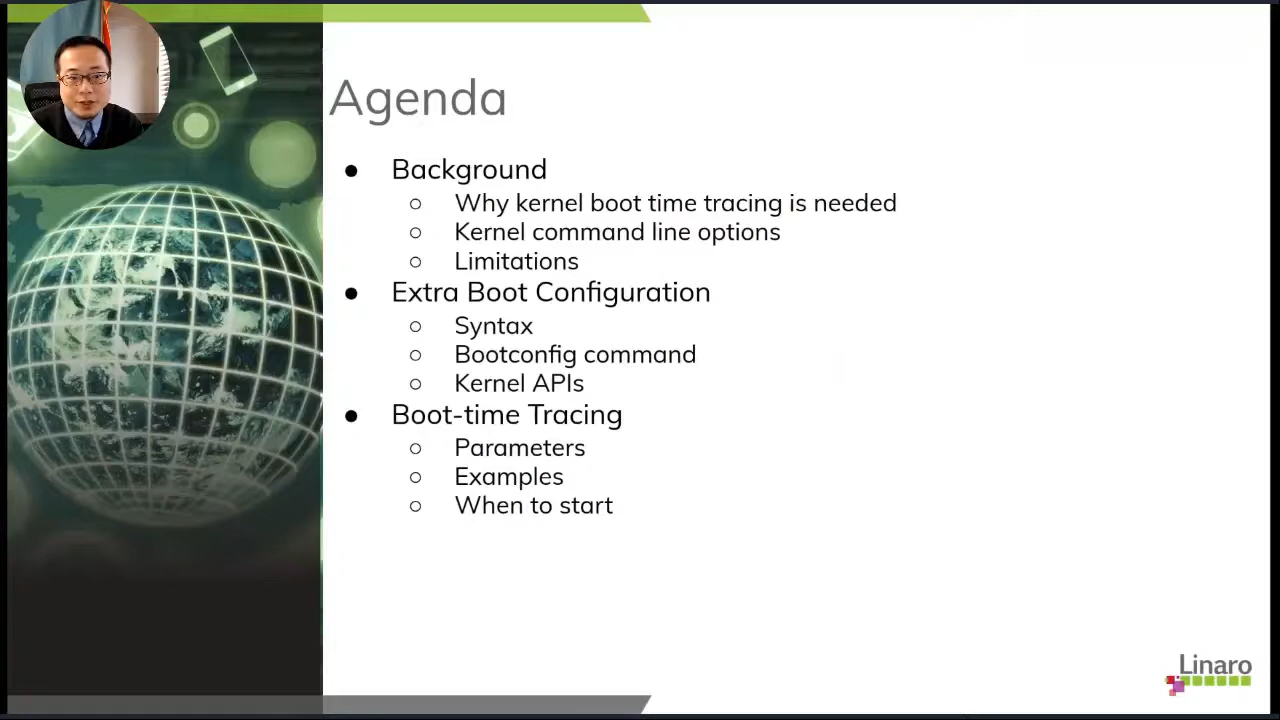 Agenda
● Background
○ Why kernel boot time tracing is needed
○ Kernel command line options
○ Limitations
● Extra Boot Configuration
○ Syntax
○ Bootconfig command
○ Kernel APIs
● Boot-time Tracing
○ Parameters
○ Examples
○ When to start
Linaro